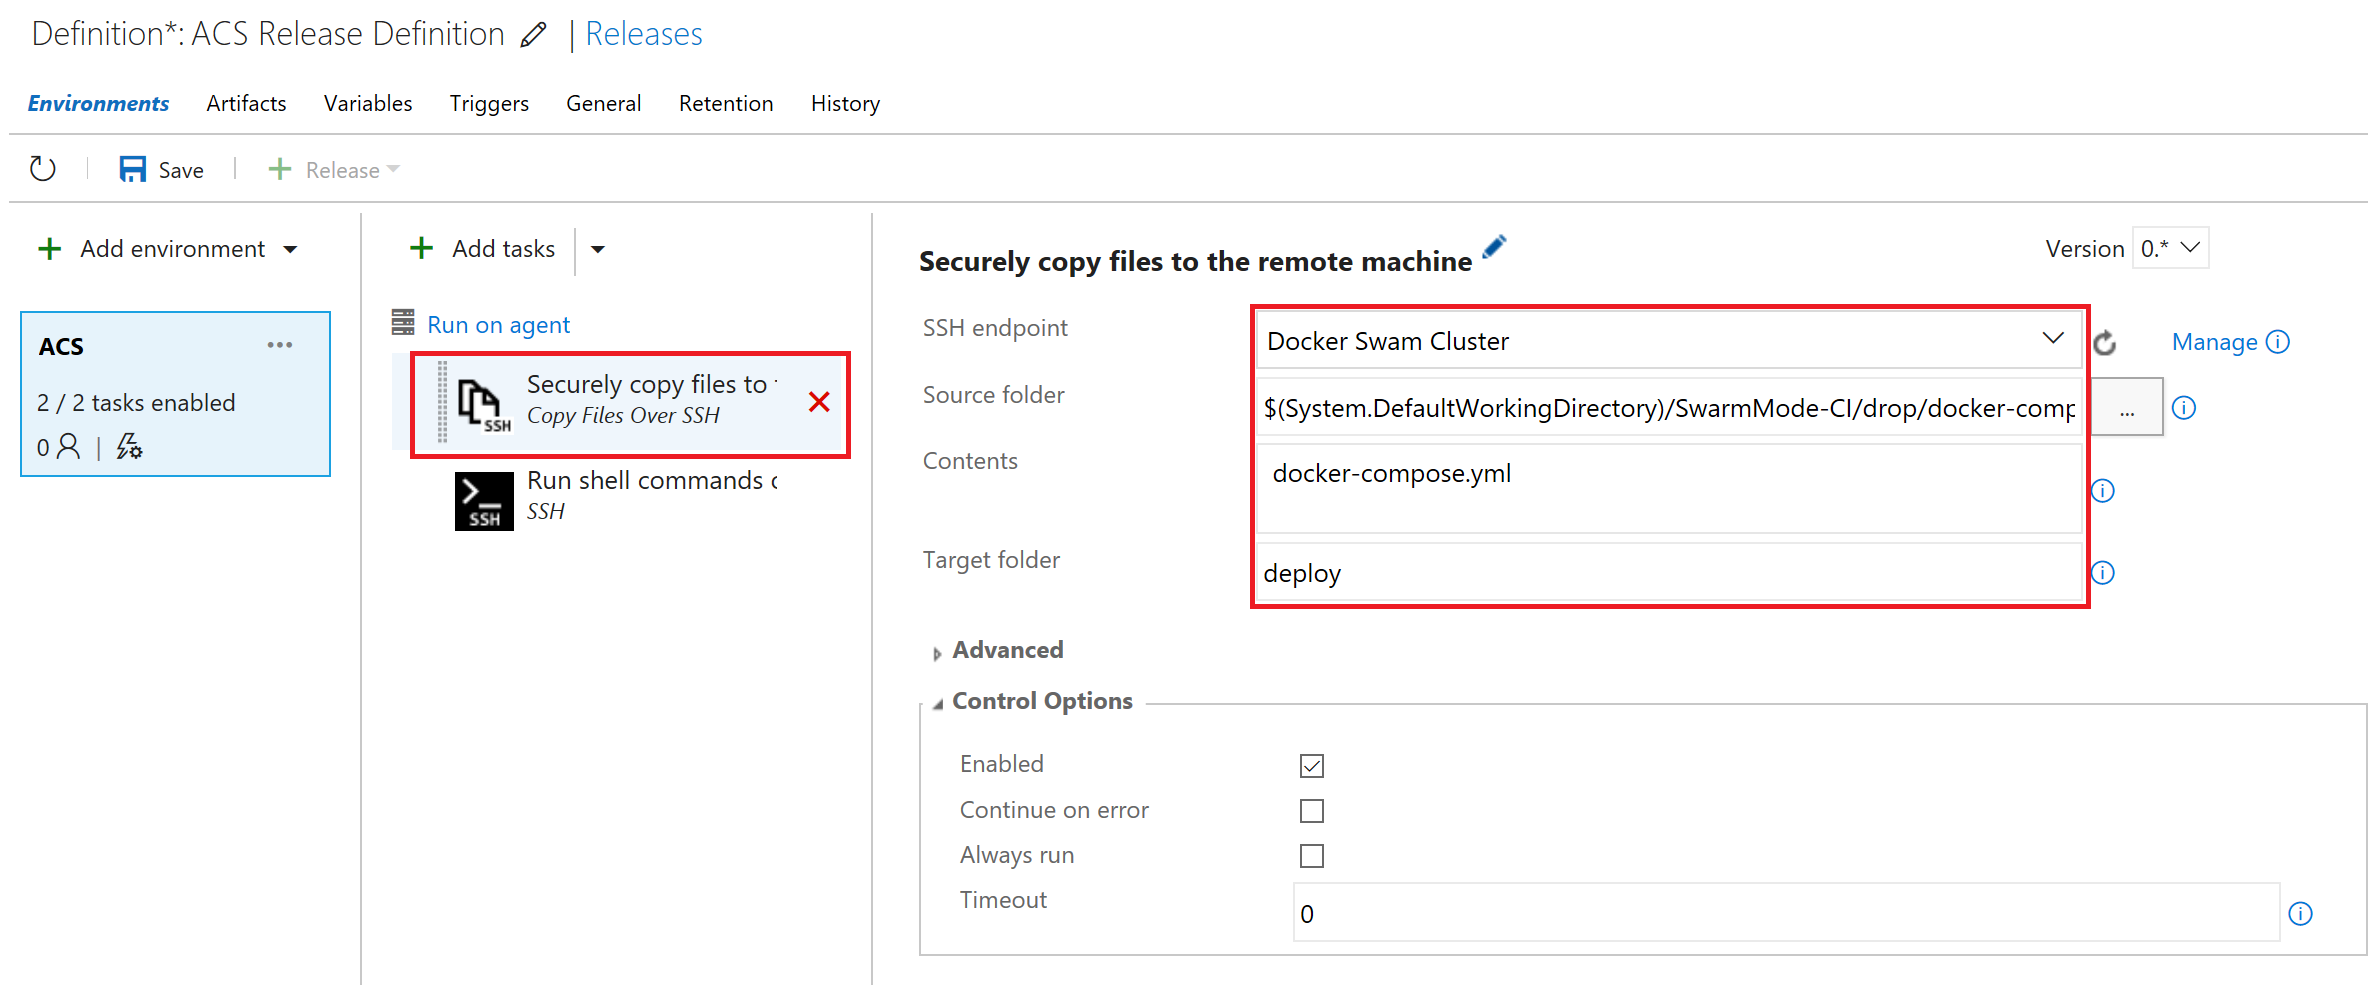 Definition*: ACS Release Definition | Releases
Environments Artifacts Variables Triggers General Retention History
Save Release
Add environment
ACS ...
2 / 2 tasks enabled
0
Add tasks
Run on agent
Securely copy files to
Copy Files Over SSH
SSH
Run shell commands
SSH
SSH
Securely copy files to the remote machine
Version 0.*
SSH endpoint Docker Swam Cluster Manage
Source folder $(System.DefaultWorkingDirectory)/SwarmMode-CI/drop/docker-comp ...
Contents docker-compose.yml
Target folder deploy
Advanced
Control Options
Enabled
Continue on error
Always run
Timeout 0